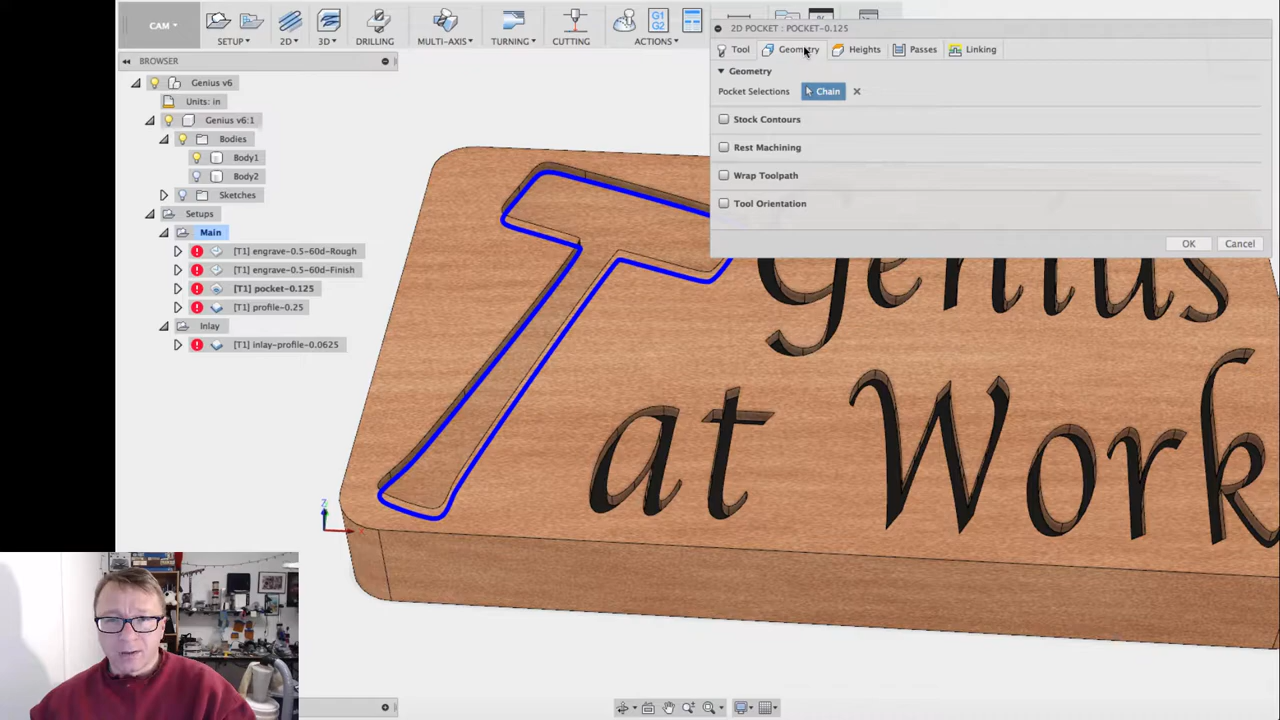 CAM
SETUP
2D
3D
DRILLING
MULTI-AXIS
TURNING
CUTTING
G1
G2
ACTIONS
2D POCKET : POCKET-0.125
Tool
Geometry
Heights
Passes
Linking
Geometry
Pocket Selections
Chain
Stock Contours
Rest Machining
Wrap Toolpath
Tool Orientation
OK
Cancel
BROWSER
Genius v6
Units: in
Genius v6:1
Bodies
Body1
Body2
Sketches
Setups
Main
[T1] engrave-0.5-60d-Rough
[T1] engrave-0.5-60d-Finish
[T1] pocket-0.125
[T1] profile-0.25
Inlay
[T1] inlay-profile-0.0625
Genius
at Work
Z
X